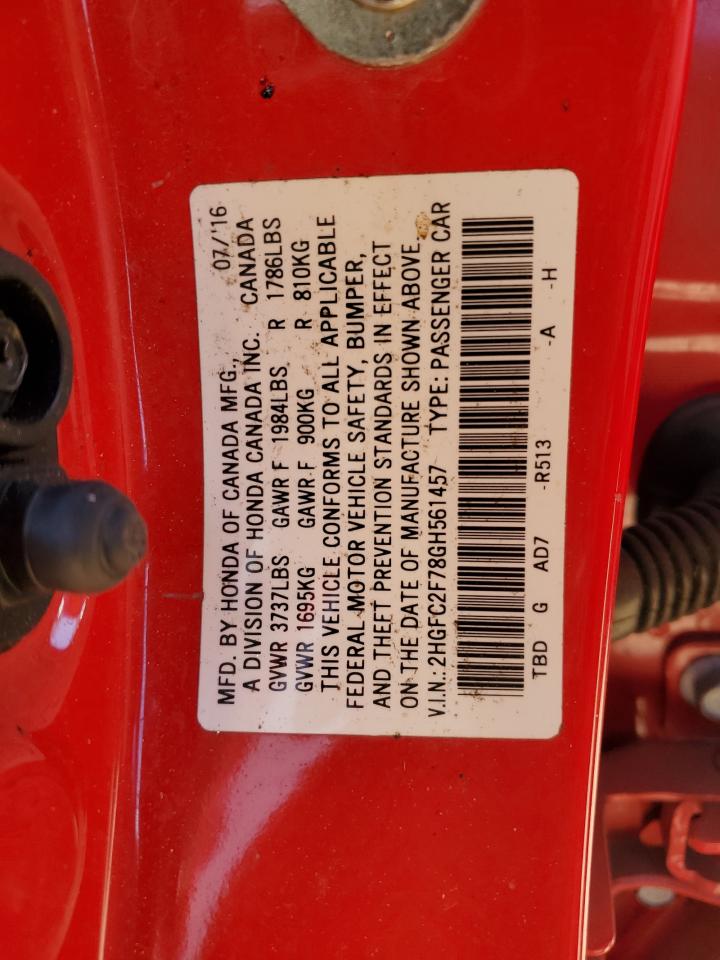 MFD. BY HONDA OF CANADA MFG., 07/'16
A DIVISION OF HONDA CANADA INC. CANADA
GVWR 3737LBS GAWR F 1984LBS R 1786LBS
GVWR 1695KG GAWR F 900KG R 810KG
THIS VEHICLE CONFORMS TO ALL APPLICABLE
FEDERAL MOTOR VEHICLE SAFETY, BUMPER,
AND THEFT PREVENTION STANDARDS IN EFFECT
ON THE DATE OF MANUFACTURE SHOWN ABOVE.
V.I.N.: 2HGFC2F78GH561457 TYPE: PASSENGER CAR
TBD G AD7 -R513 -A -H